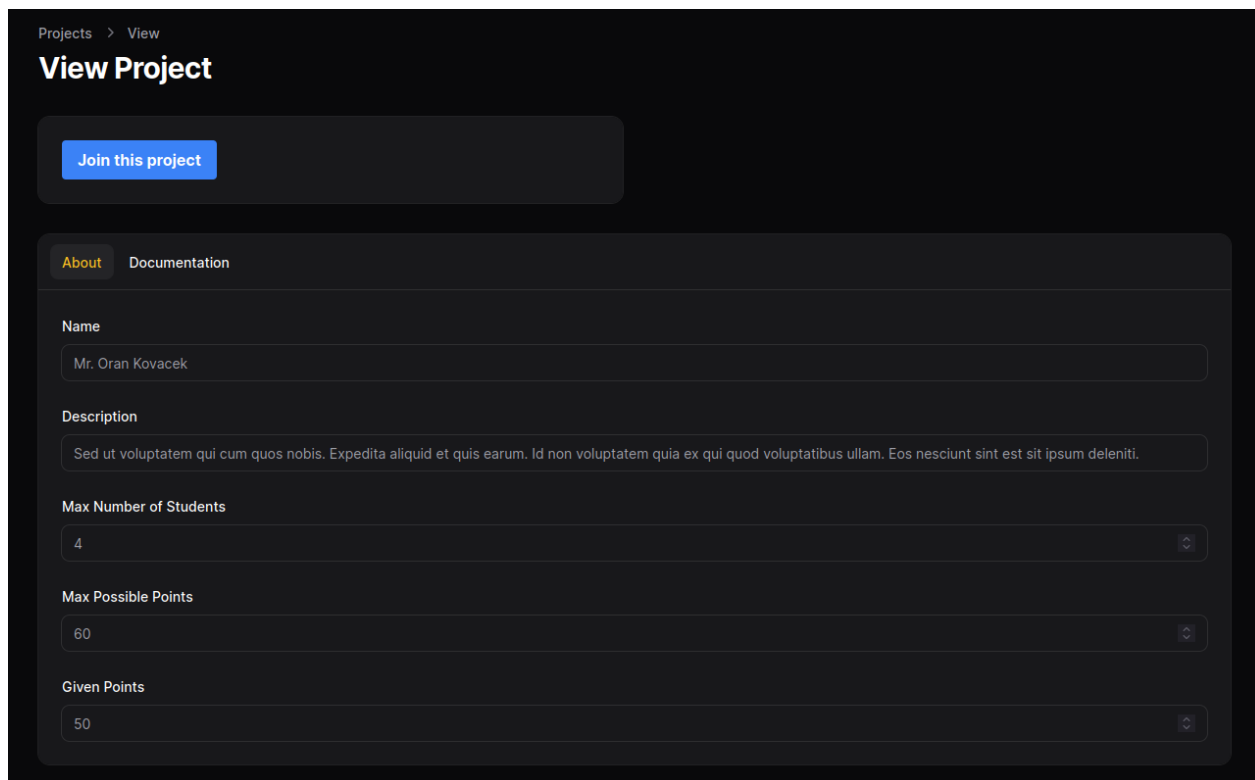 Projects > View
View Project
Join this project
About Documentation
Name
Mr. Oran Kovacek
Description
Sed ut voluptatem qui cum quos nobis. Expedita aliquid et quis earum. Id non voluptatem quia ex qui quod voluptatibus ullam. Eos nesciunt sint est sit ipsum deleniti.
Max Number of Students
4
Max Possible Points
60
Given Points
50